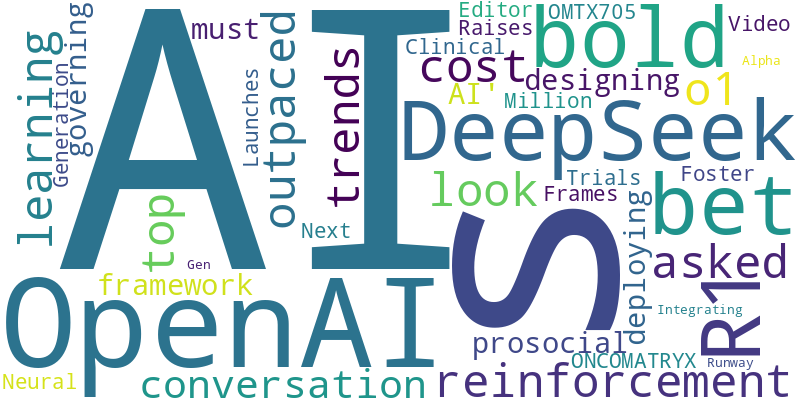 Editor
OMTX705
Video
must
Raises
bold
Clinical
cost
Alpha
governing
learning
Generation
Launches
outpaced
trends
designing
AI'
Million
o1
AI
DeepSeek
look
Trials
Foster
Frames
bet
top
Next
S
deploying
asked
Gen
framework
OpenAI
R1
Integrating
prosocial
ONCOMATRYX
Runway
Neural
conversation
reinforcement